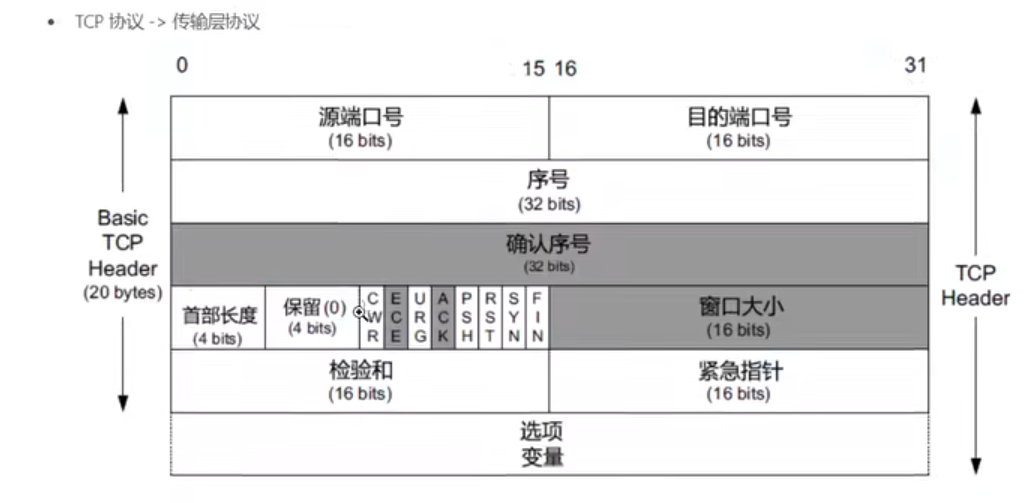 • TCP 协议 -> 传输层协议
0 15 16 31
源端口号 目的端口号
(16 bits) (16 bits)
序号
(32 bits)
确认序号
(32 bits)
Basic
TCP
Header
(20 bytes)
TCP
Header
首部长度
(4 bits)
保留(0)
(4 bits)
CWR
ECE
URG
ACK
PSH
RST
SYN
FIN
窗口大小
(16 bits)
检验和 紧急指针
(16 bits) (16 bits)
选项
变量